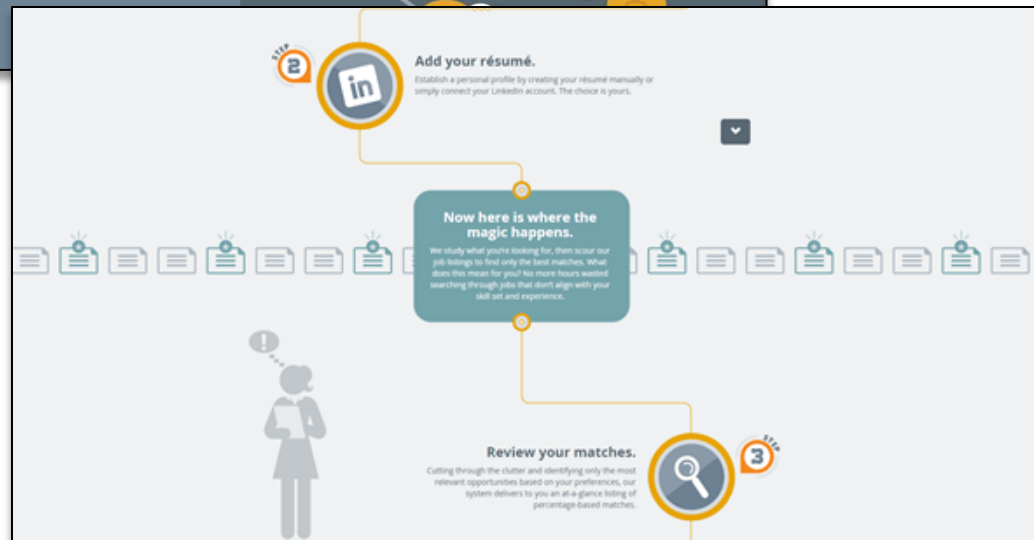 STEP
2
in
Add your résumé.
Establish a personal profile by creating your résumé manually or
simply connect your LinkedIn account. The choice is yours.
Now here is where the
magic happens.
We study what you're looking for, then scour our
job listings to find only the best matches. What
does this mean for you? No more hours wasted
searching through jobs that don't align with your
skill set and experience.
!
Review your matches.
Cutting through the clutter and identifying only the most
relevant opportunities based on your preferences, our
system delivers to you an at-a-glance listing of
percentage-based matches.
STEP
3